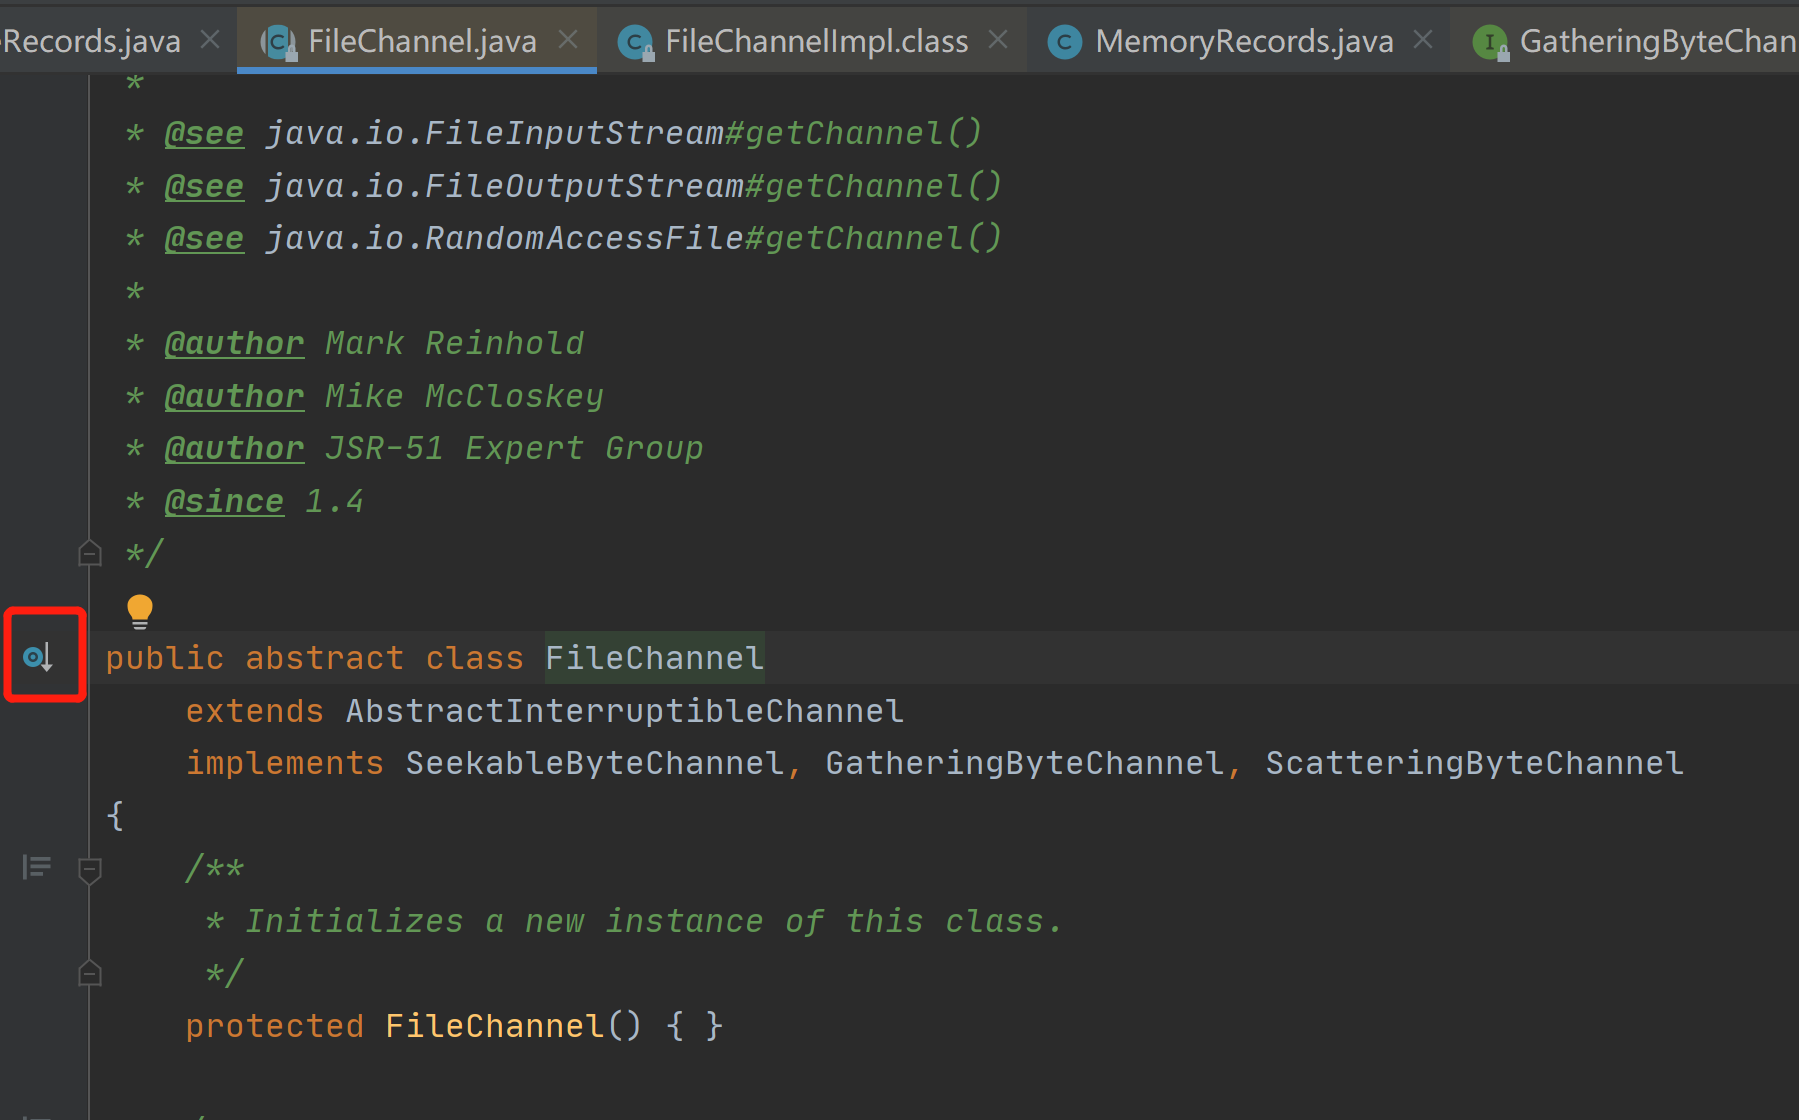 Records.java FileChannel.java FileChannelImpl.class MemoryRecords.java GatheringByteChan
*
* @see java.io.FileInputStream#getChannel()
* @see java.io.FileOutputStream#getChannel()
* @see java.io.RandomAccessFile#getChannel()
*
* @author Mark Reinhold
* @author Mike McCloskey
* @author JSR-51 Expert Group
* @since 1.4
*/
public abstract class FileChannel
extends AbstractInterruptibleChannel
implements SeekableByteChannel, GatheringByteChannel, ScatteringByteChannel
{
/**
* Initializes a new instance of this class.
*/
protected FileChannel() { }